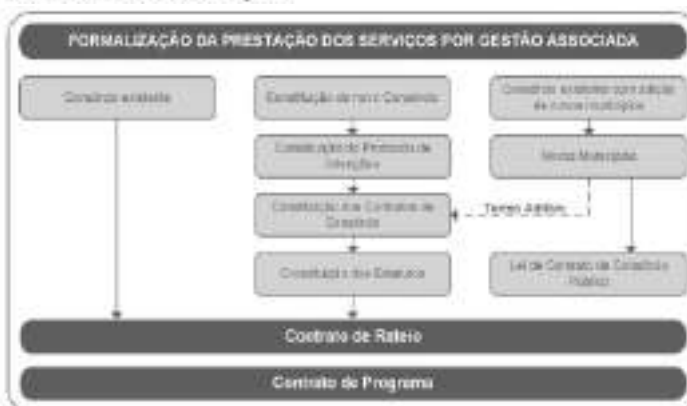 FORMALIZAÇÃO DA PRESTAÇÃO DOS SERVIÇOS POR GESTÃO ASSOCIADA
Consórcio existente
Constituição de novo Consórcio
Consórcio existente com adição
de novos municípios
Constituição do Protocolo de
Intenções
Novos Municípios
Constituição dos Contratos de
Consórcio
Termo Aditivo
Constituição dos Estatutos
Lei de Contrato de Consórcio
Público
Contrato de Rateio
Contrato de Programa